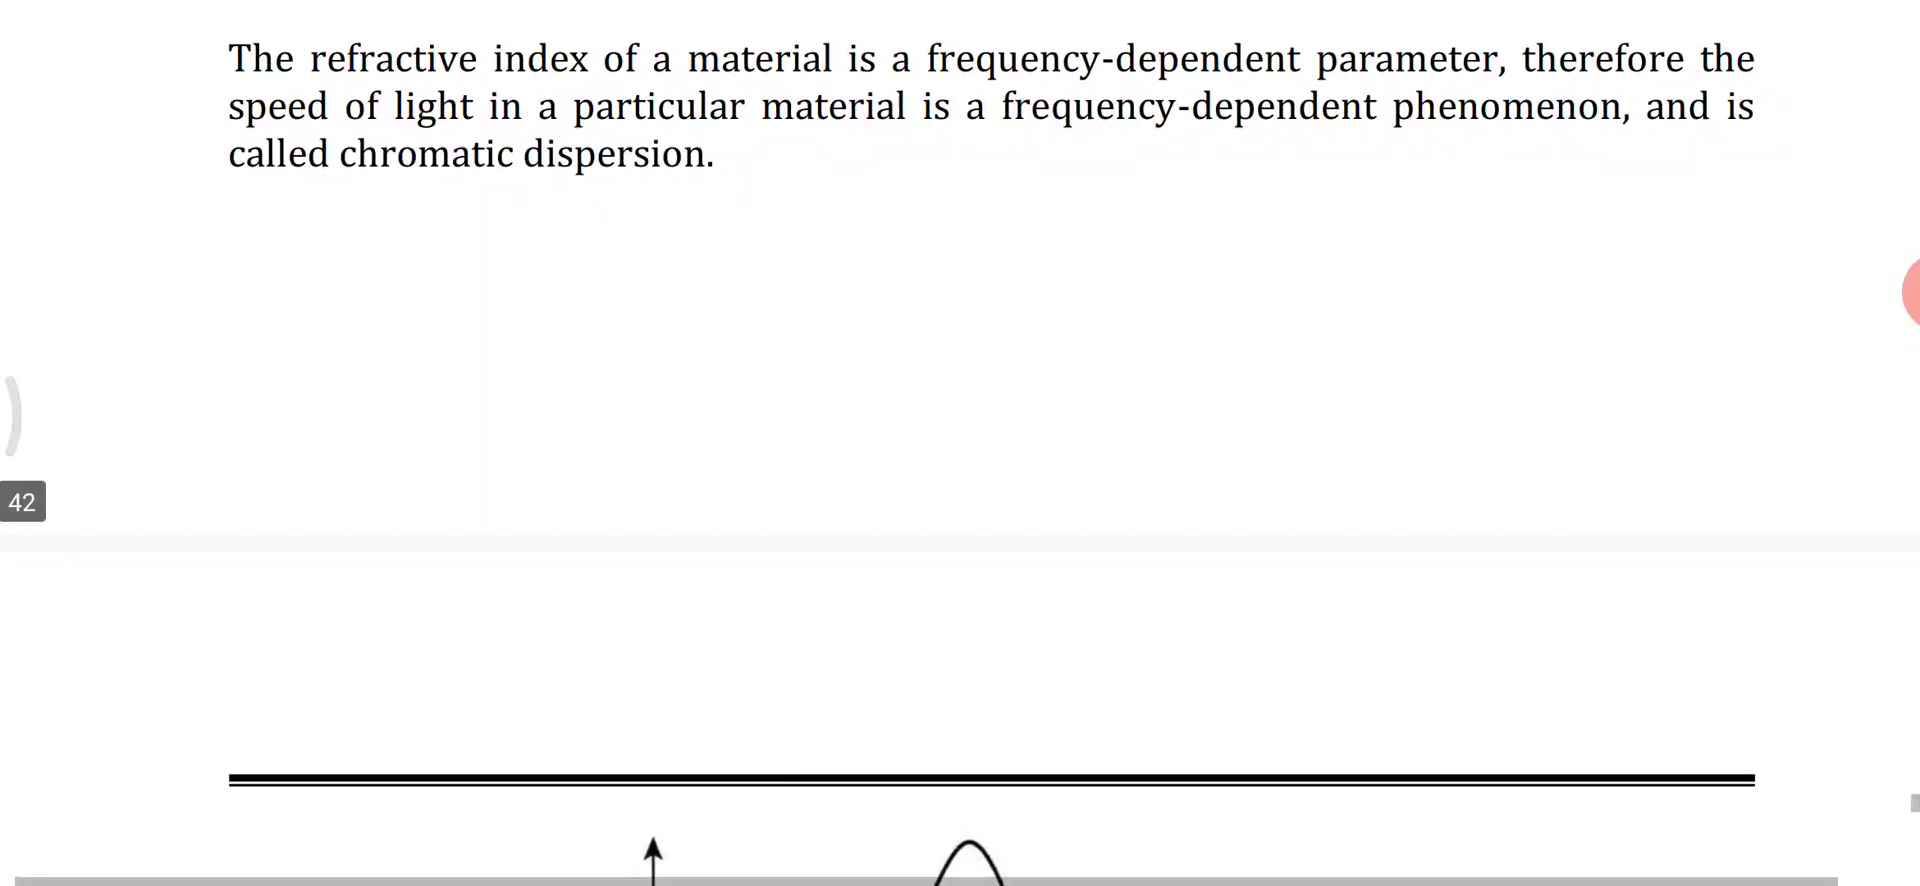 The refractive index of a material is a frequency-dependent parameter, therefore the
speed of light in a particular material is a frequency-dependent phenomenon, and is
called chromatic dispersion.
42